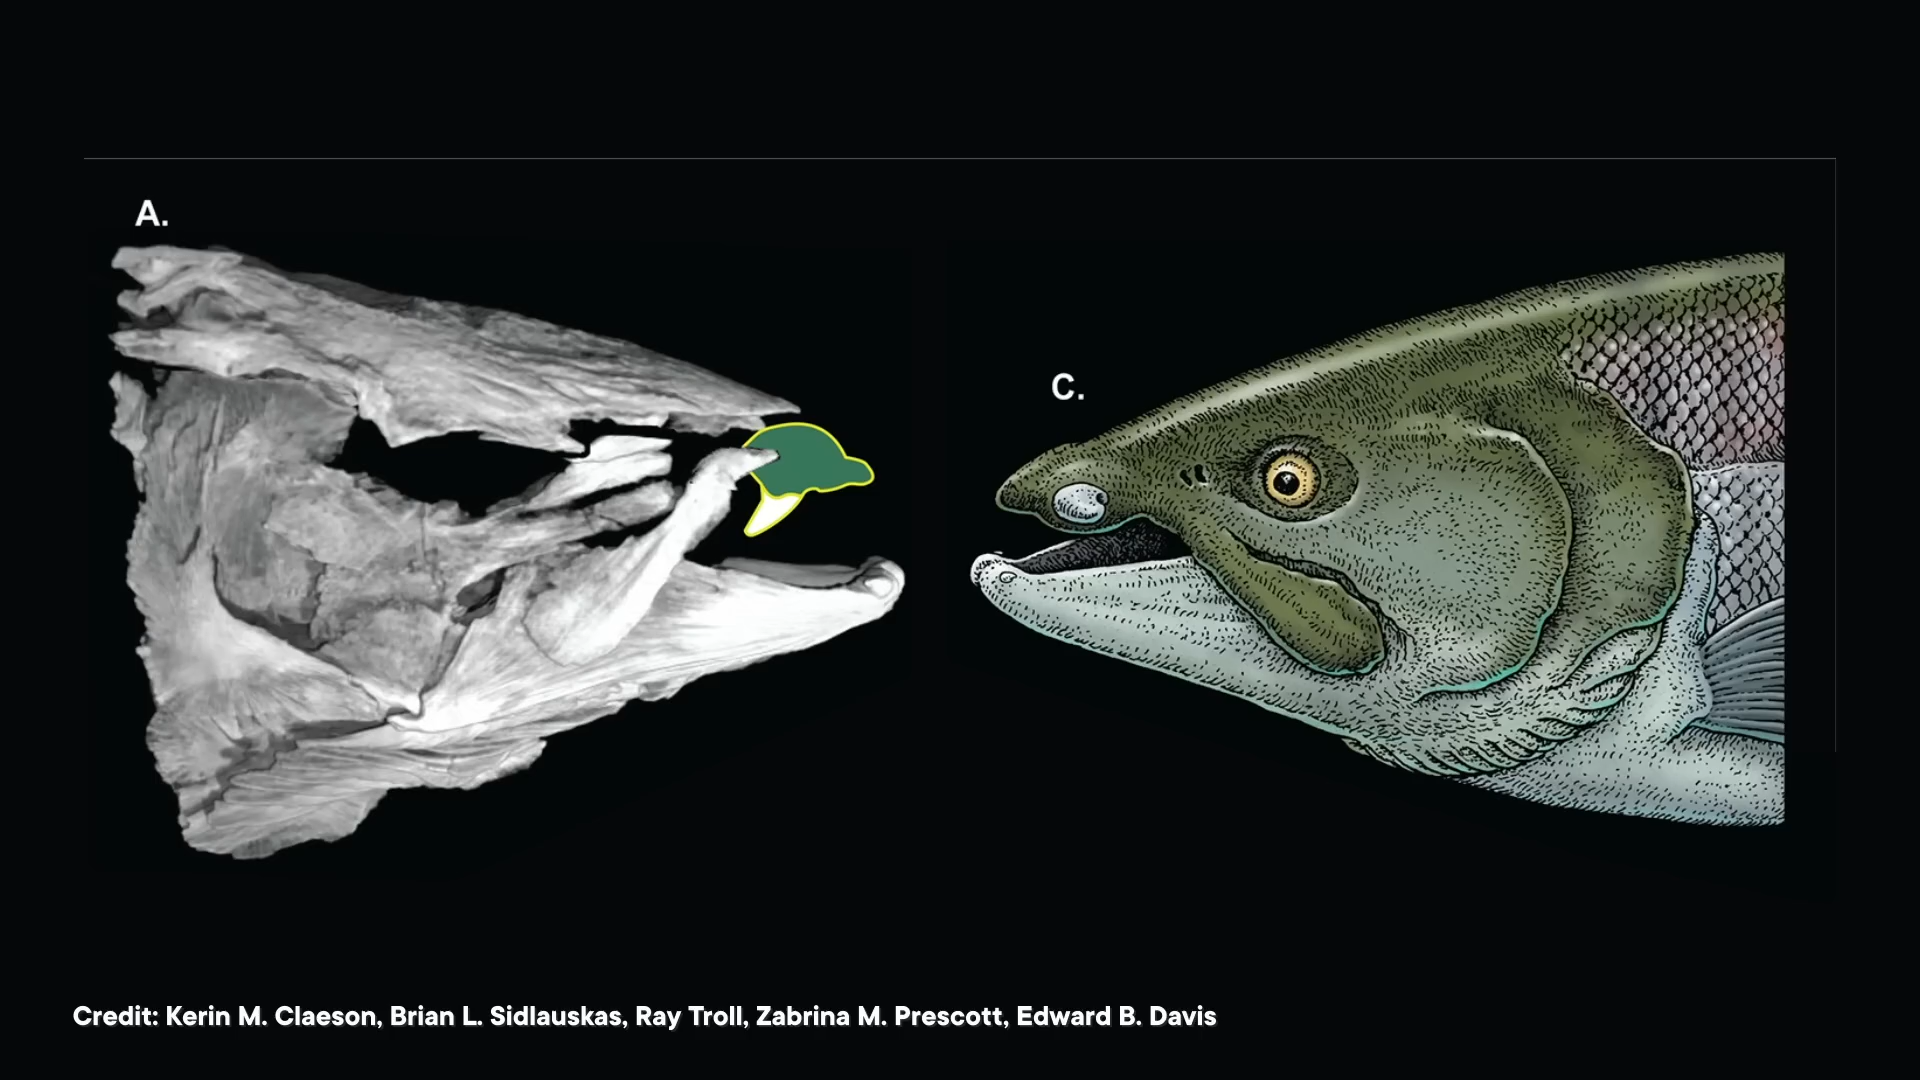 A.
C.
Credit: Kerin M. Claeson, Brian L. Sidlauskas, Ray Troll, Zabrina M. Prescott, Edward B. Davis